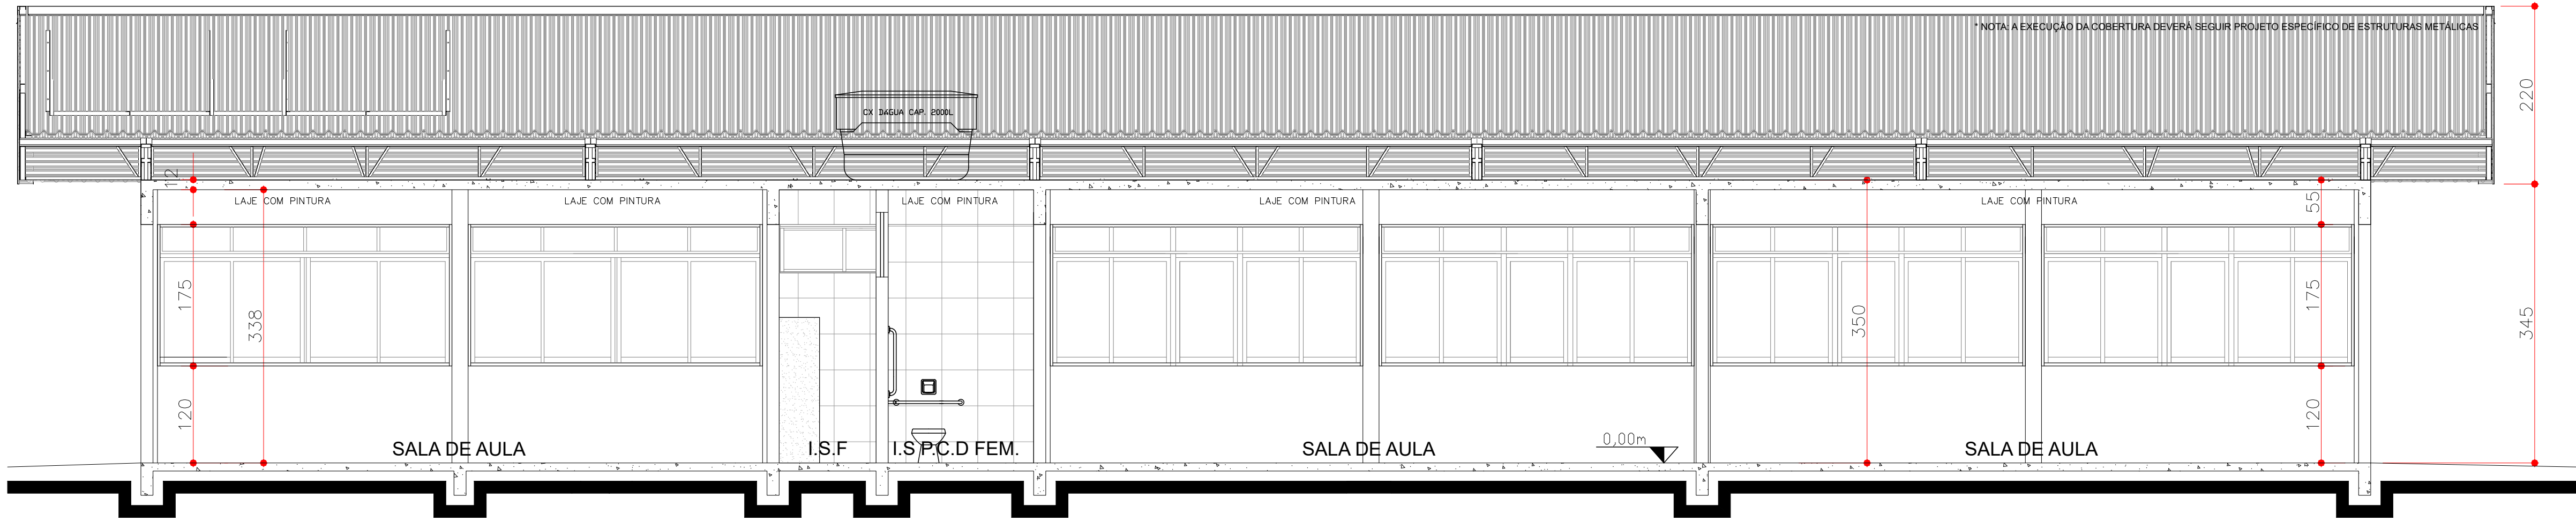 * NOTA: A EXECUÇÃO DA COBERTURA DEVERÁ SEGUIR PROJETO ESPECÍFICO DE ESTRUTURAS METÁLICAS
220
CX DÁGUA CAP. 2000L
12
LAJE COM PINTURA
LAJE COM PINTURA
LAJE COM PINTURA
LAJE COM PINTURA
LAJE COM PINTURA
55
175
338
350
175
345
120
120
0,00m
SALA DE AULA
I.S.F
I.S P.C.D FEM.
SALA DE AULA
SALA DE AULA